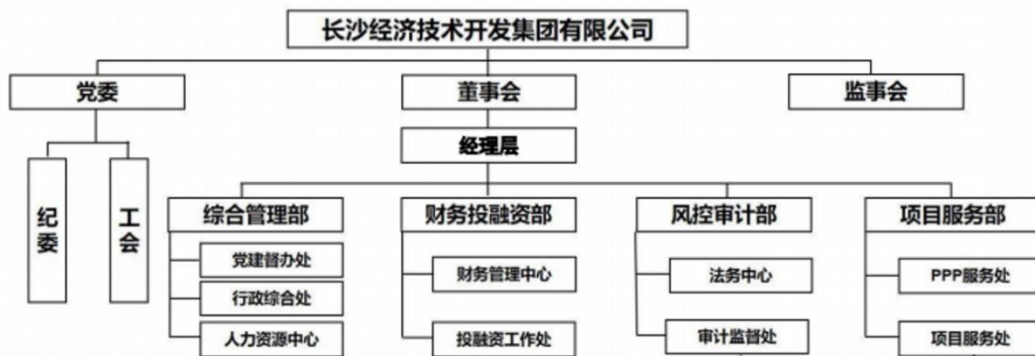 长沙经济技术开发集团有限公司
党委
董事会
监事会
经理层
纪委
工会
综合管理部
财务投融资部
风控审计部
项目服务部
党建督办处
财务管理中心
法务中心
PPP服务处
行政综合处
人力资源中心
投融资工作处
审计监督处
项目服务处